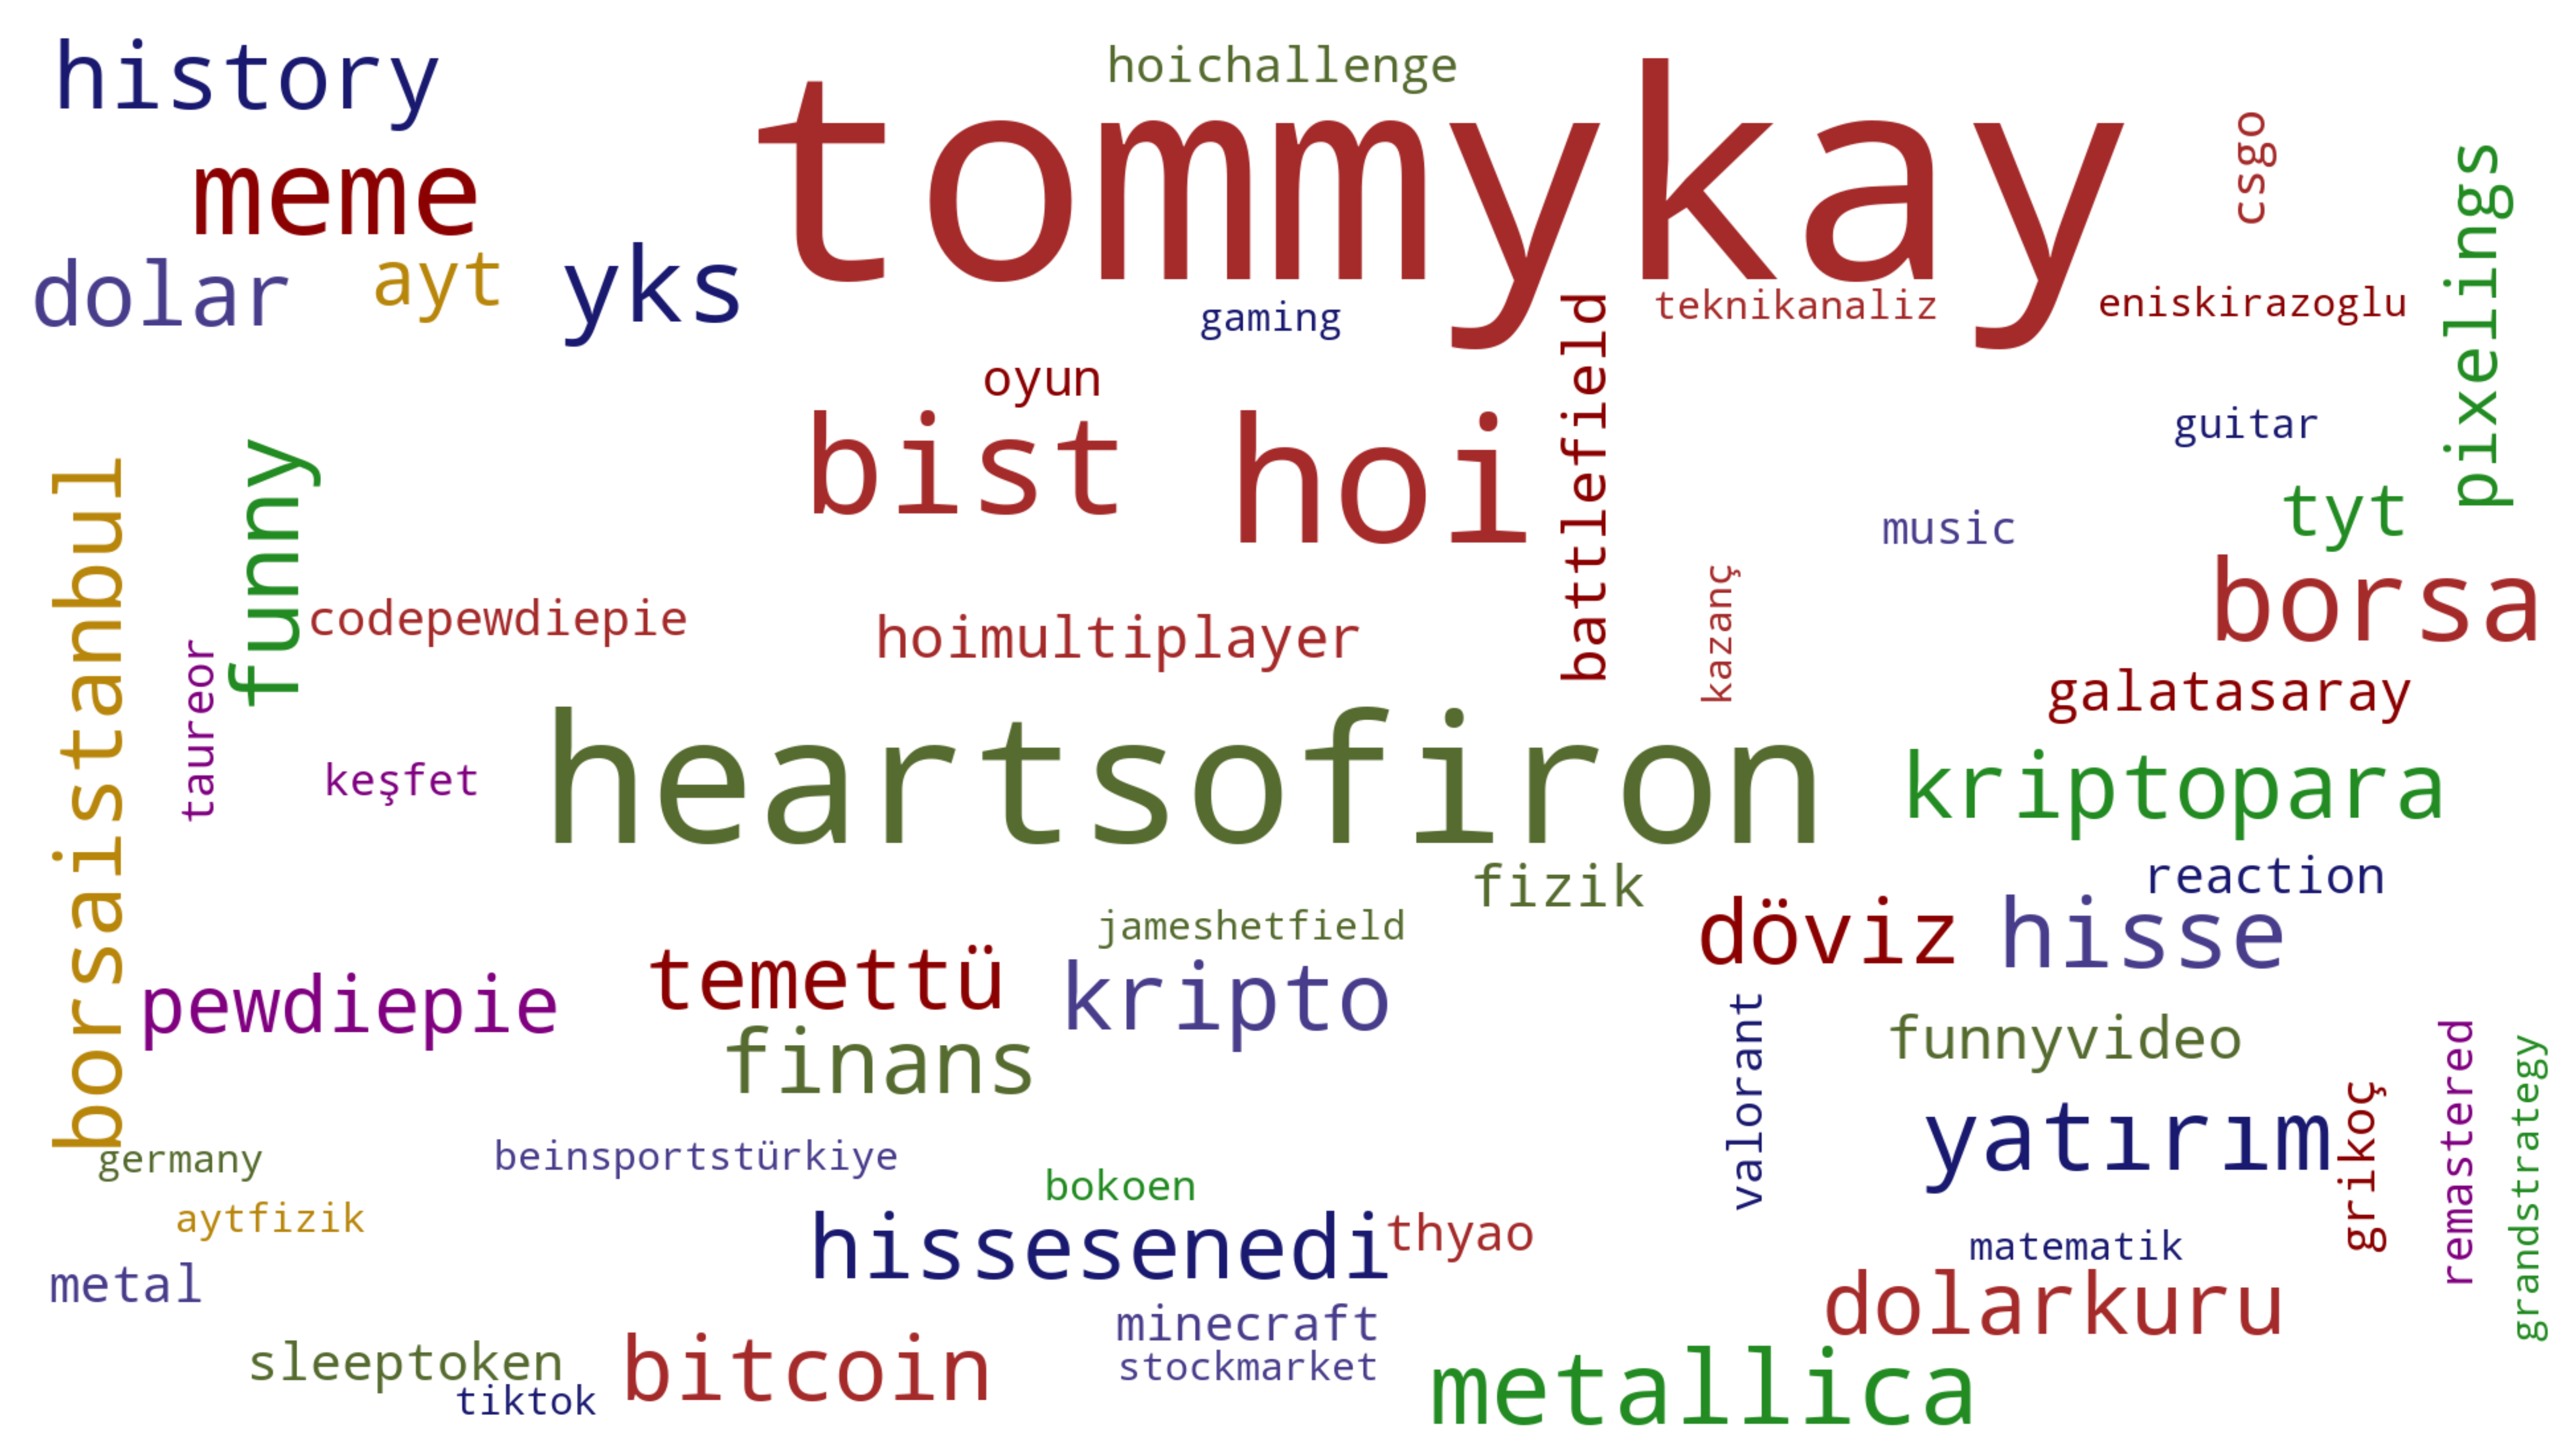 history
hoichallenge
tommykay
csgo
meme
pixelings
dolar
ayt
yks
gaming
teknikanaliz
eniskirazoglu
battlefield
oyun
bist
hoi
guitar
funny
borsaistanbul
tyt
music
borsa
kazanç
codepewdiepie
hoimultiplayer
taureor
galatasaray
keşfet
heartsofiron
kriptopara
fizik
reaction
jameshetfield
döviz
hisse
pewdiepie
temettü
kripto
finans
valorant
funnyvideo
remastered
grandstrategy
yatırım
grikoç
germany
beinsportstürkiye
bokoen
aytfizik
hissesenedi
thyao
matematik
metal
minecraft
dolarkuru
sleeptoken
bitcoin
stockmarket
metallica
tiktok